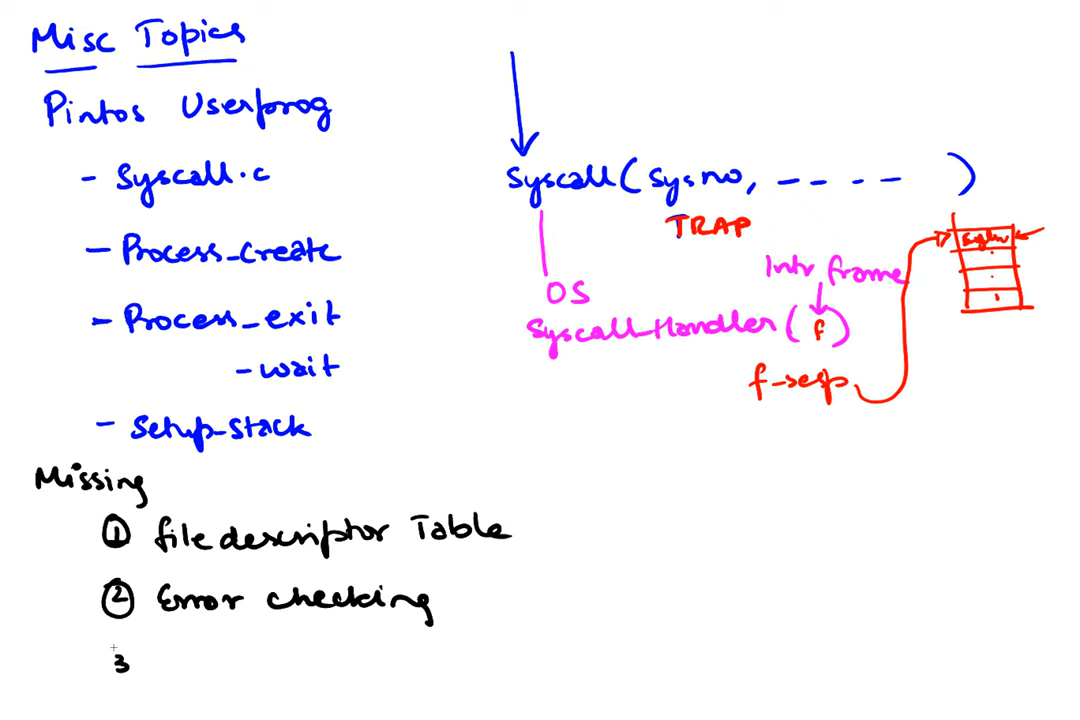 Misc Topics
Pintos Userprog
- Syscall.c
- Process_create
- Process_exit
- wait
- Setup_stack
Missing
① file descriptor Table
② Error checking
3
Syscall( sysno, - - - - )
TRAP
Intr frame
OS
Syscall_Handler ( f )
f->esp